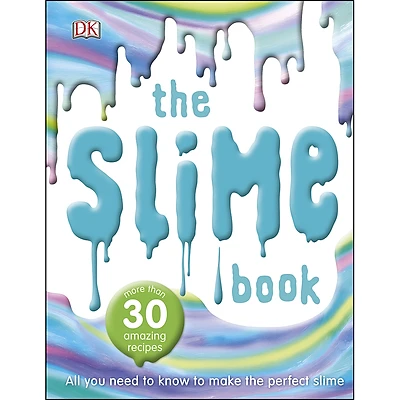 DK
the
SLiMe
book
more than
30
amazing
recipes
All you need to know to make the perfect slime